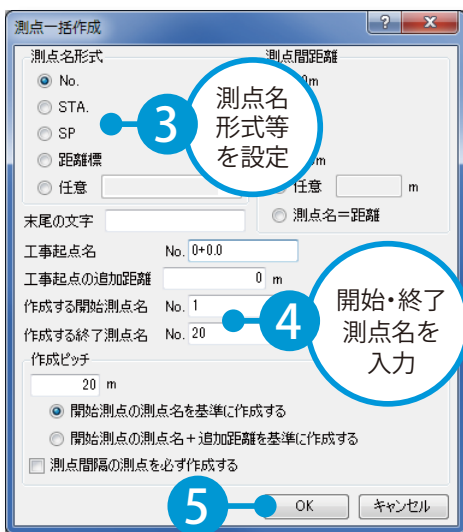 測点一括作成
測点名形式
No.
STA.
SP
距離標
任意
測点間距離
0m
0m
任意 m
測点名=距離
3
測点名
形式等
を設定
末尾の文字
工事起点名 No. 0+0.0
工事起点の追加距離 0 m
作成する開始測点名 No. 1
作成する終了測点名 No. 20
4
開始・終了
測点名を
入力
作成ピッチ
20 m
開始測点の測点名を基準に作成する
開始測点の測点名+追加距離を基準に作成する
測点間隔の測点を必ず作成する
5
OK キャンセル